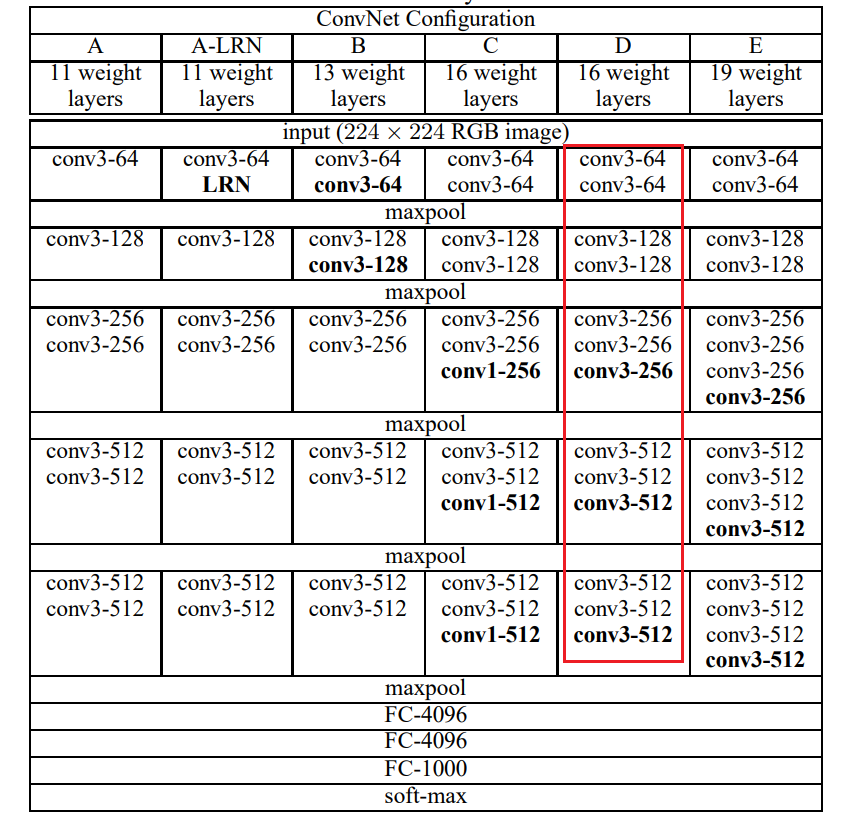 ConvNet Configuration
A A-LRN B C D E
11 weight 11 weight 13 weight 16 weight 16 weight 19 weight
layers layers layers layers layers layers
input (224 × 224 RGB image)
conv3-64 conv3-64 conv3-64 conv3-64 conv3-64 conv3-64
LRN conv3-64 conv3-64 conv3-64 conv3-64
maxpool
conv3-128 conv3-128 conv3-128 conv3-128 conv3-128 conv3-128
conv3-128 conv3-128 conv3-128 conv3-128
maxpool
conv3-256 conv3-256 conv3-256 conv3-256 conv3-256 conv3-256
conv3-256 conv3-256 conv3-256 conv3-256 conv3-256 conv3-256
conv1-256 conv3-256 conv3-256
conv3-256
maxpool
conv3-512 conv3-512 conv3-512 conv3-512 conv3-512 conv3-512
conv3-512 conv3-512 conv3-512 conv3-512 conv3-512 conv3-512
conv1-512 conv3-512 conv3-512
conv3-512
maxpool
conv3-512 conv3-512 conv3-512 conv3-512 conv3-512 conv3-512
conv3-512 conv3-512 conv3-512 conv3-512 conv3-512 conv3-512
conv1-512 conv3-512 conv3-512
conv3-512
maxpool
FC-4096
FC-4096
FC-1000
soft-max